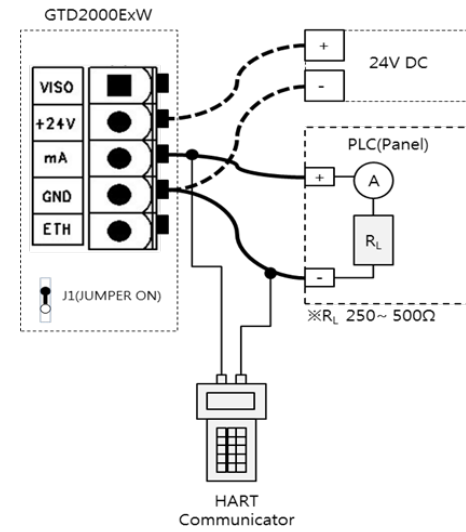 GTD2000ExW
VISO
+24V
mA
GND
ETH
J1(JUMPER ON)
+
-
24V DC
PLC(Panel)
+
A
RL
-
※RL 250~ 500Ω
HART
Communicator